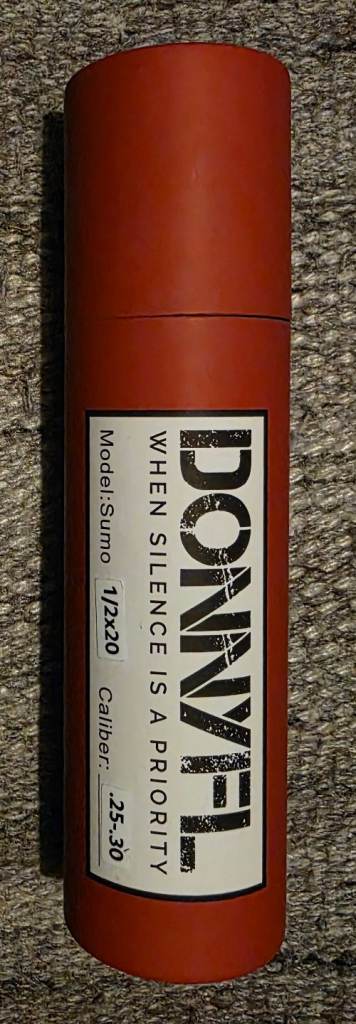 DONNYFL
WHEN SILENCE IS A PRIORITY
Model:Sumo 1/2x20 Caliber: .25-.30